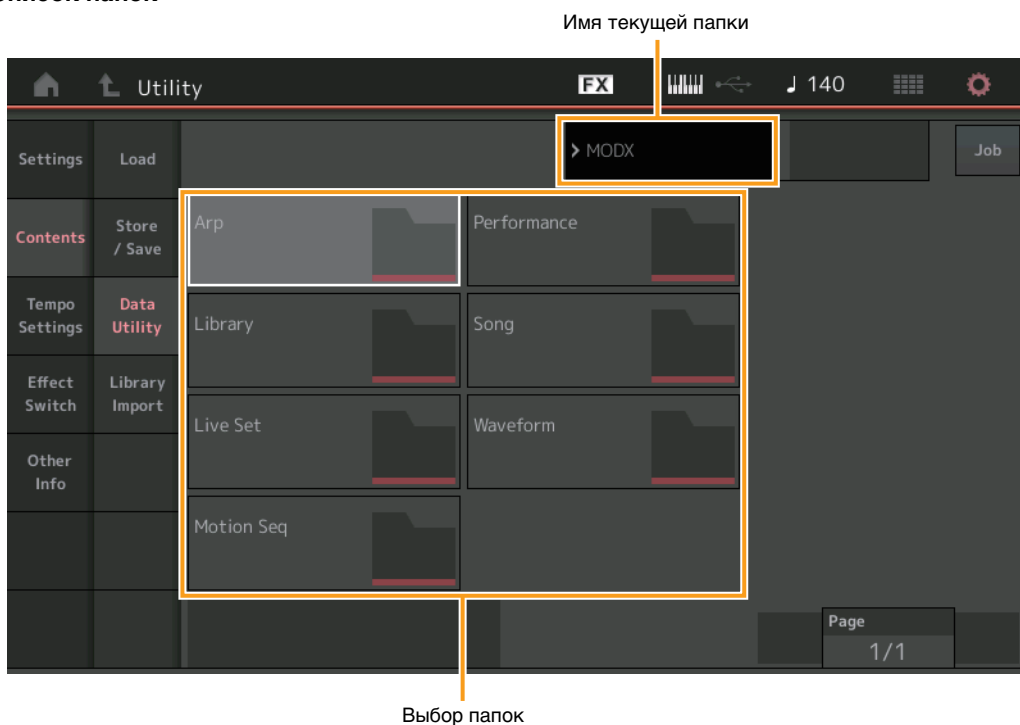 Имя текущей папки
Utility
FX
140
Settings
Load
> MODX
Job
Contents
Store
/ Save
Arp
Performance
Tempo
Settings
Data
Utility
Library
Song
Effect
Switch
Library
Import
Live Set
Waveform
Other
Info
Motion Seq
Page
1/1
Выбор папок